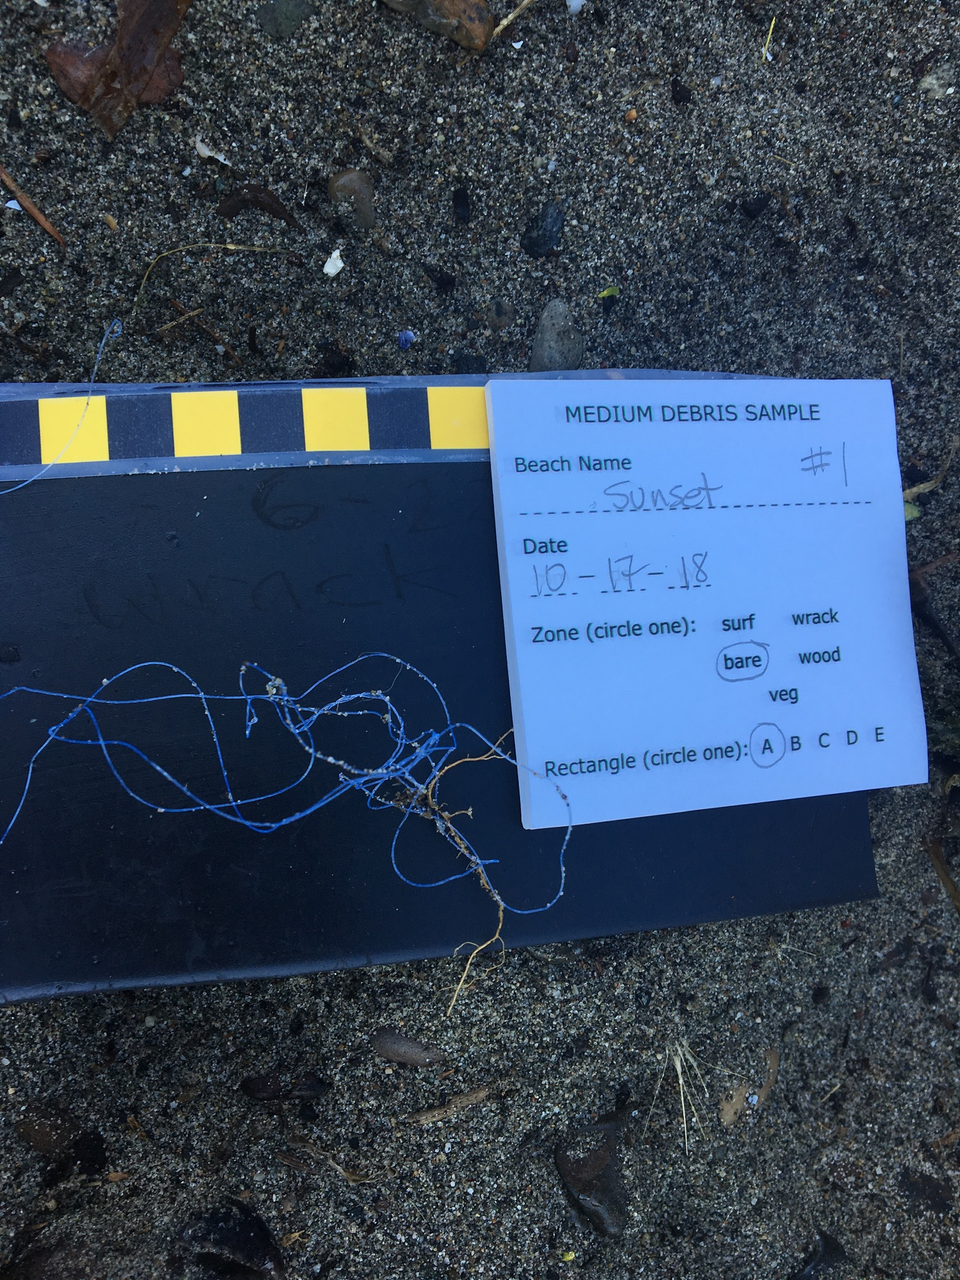 MEDIUM DEBRIS SAMPLE
Beach Name #1
Sunset
Date
10-17-18
Zone (circle one): surf wrack
bare wood
veg
Rectangle (circle one): A B C D E
6-22
wrack